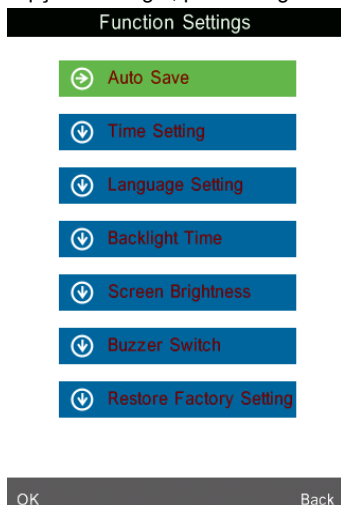 Function Settings
Auto Save
Time Setting
Language Setting
Backlight Time
Screen Brightness
Buzzer Switch
Restore Factory Setting
OK Back